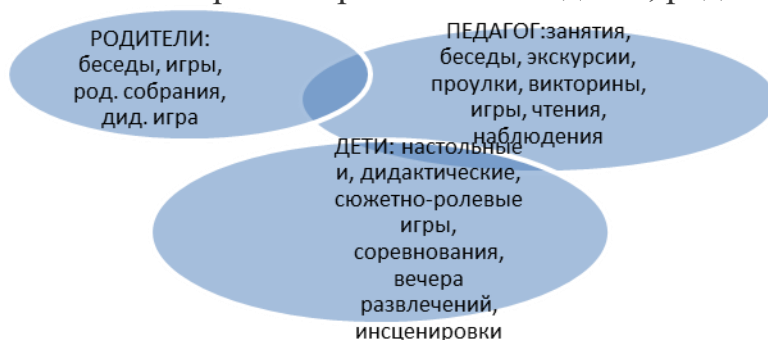 РОДИТЕЛИ:
беседы, игры,
род. собрания,
дид. игра
ПЕДАГОГ:занятия,
беседы, экскурсии,
проулки, викторины,
игры, чтения,
наблюдения
ДЕТИ: настольные
и, дидактические,
сюжетно-ролевые
игры,
соревнования,
вечера
развлечений,
инсценировки